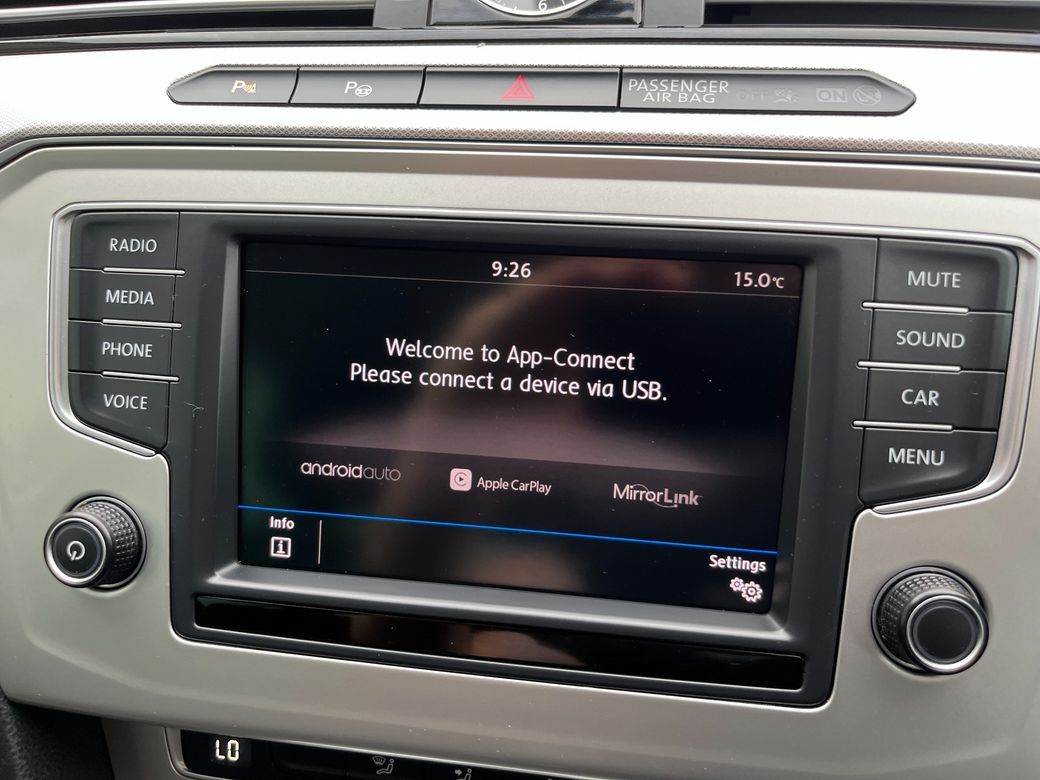 6
P
P
PASSENGER
AIR BAG
OFF
ON
RADIO
MEDIA
PHONE
VOICE
9:26
15.0°C
Welcome to App-Connect
Please connect a device via USB.
androidauto
Apple CarPlay
MirrorLink
Info
i
Settings
MUTE
SOUND
CAR
MENU
LO